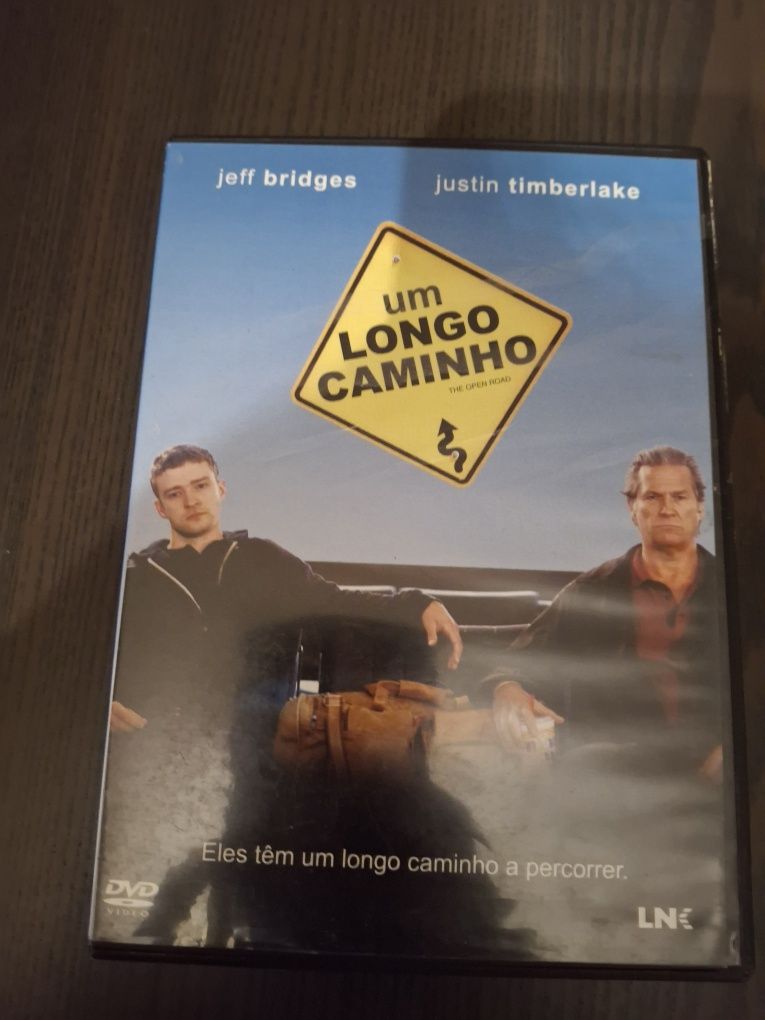 jeff bridges
justin timberlake
um
LONGO
CAMINHO
THE OPEN ROAD
Eles têm um longo caminho a percorrer.
DVD
VIDEO
LNK